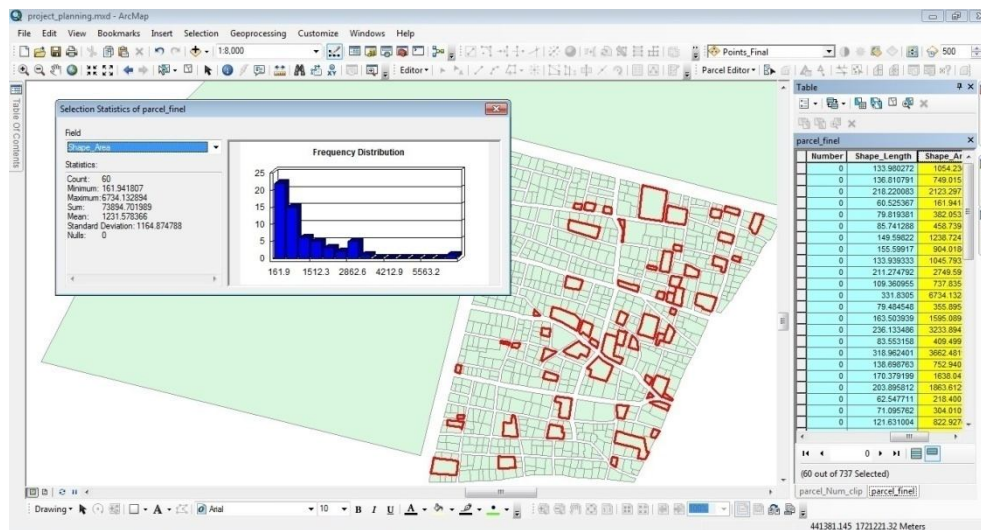 project_planning.mxd - ArcMap
File Edit View Bookmarks Insert Selection Geoprocessing Customize Windows Help
1:8,000 Points_Final 500
Editor Parcel Editor
Table Of Contents
Selection Statistics of parcel_finel
Field
Shape_Area
Statistics:
Count: 60
Minimum: 161.941807
Maximum: 6734.132894
Sum: 73894.701989
Mean: 1231.578366
Standard Deviation: 1164.874788
Nulls: 0
Frequency Distribution
25
20
15
10
5
0
161.9 1512.3 2862.6 4212.9 5563.2
Table
parcel_finel
Number Shape_Length Shape_Ar
0 133.980272 1054.23
0 136.810791 749.015
0 218.220083 2123.297
0 60.525367 161.941
0 79.819381 382.053
0 85.741288 458.739
0 149.59822 1238.724
0 155.59917 904.018
0 133.939333 1045.793
0 211.274792 2749.59
0 109.360955 737.835
0 331.8305 6734.132
0 79.484548 355.895
0 163.503939 1595.089
0 236.133486 3233.894
0 83.553158 409.499
0 318.962401 3662.481
0 138.698763 752.940
0 170.379199 1638.04
0 203.895812 1863.612
0 62.547711 218.400
0 71.095762 304.010
0 121.631004 822.927
0
(60 out of 737 Selected)
parcel_Num_clip parcel_finel
Drawing Arial 10 B I U A
441381.145 1721221.32 Meters